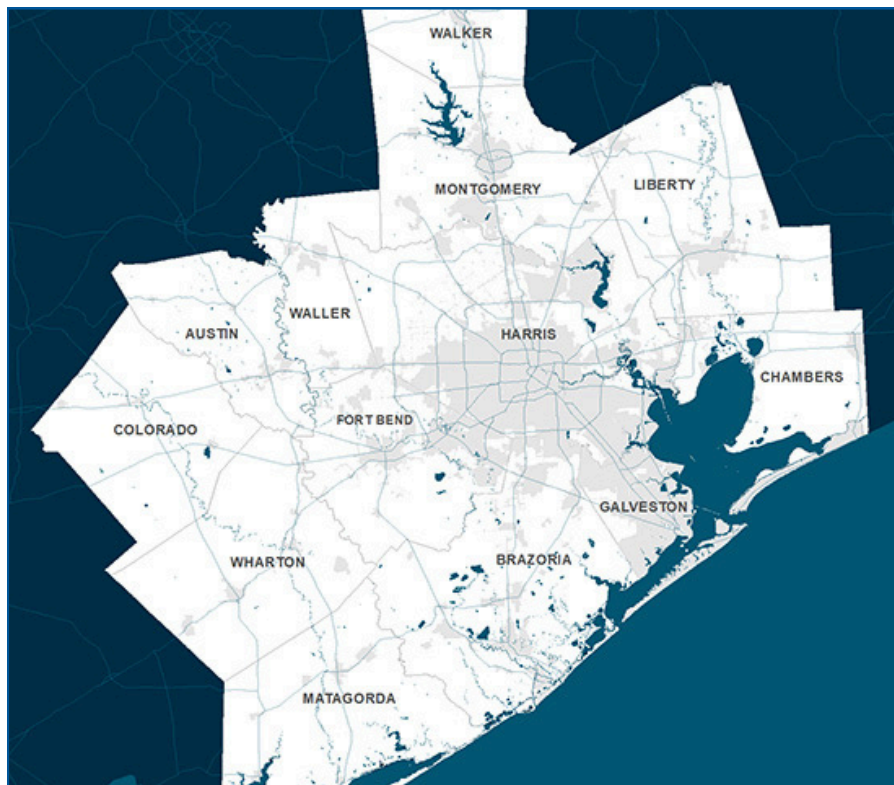 WALKER
MONTGOMERY
LIBERTY
WALLER
AUSTIN
HARRIS
CHAMBERS
FORT BEND
COLORADO
GALVESTON
WHARTON
BRAZORIA
MATAGORDA